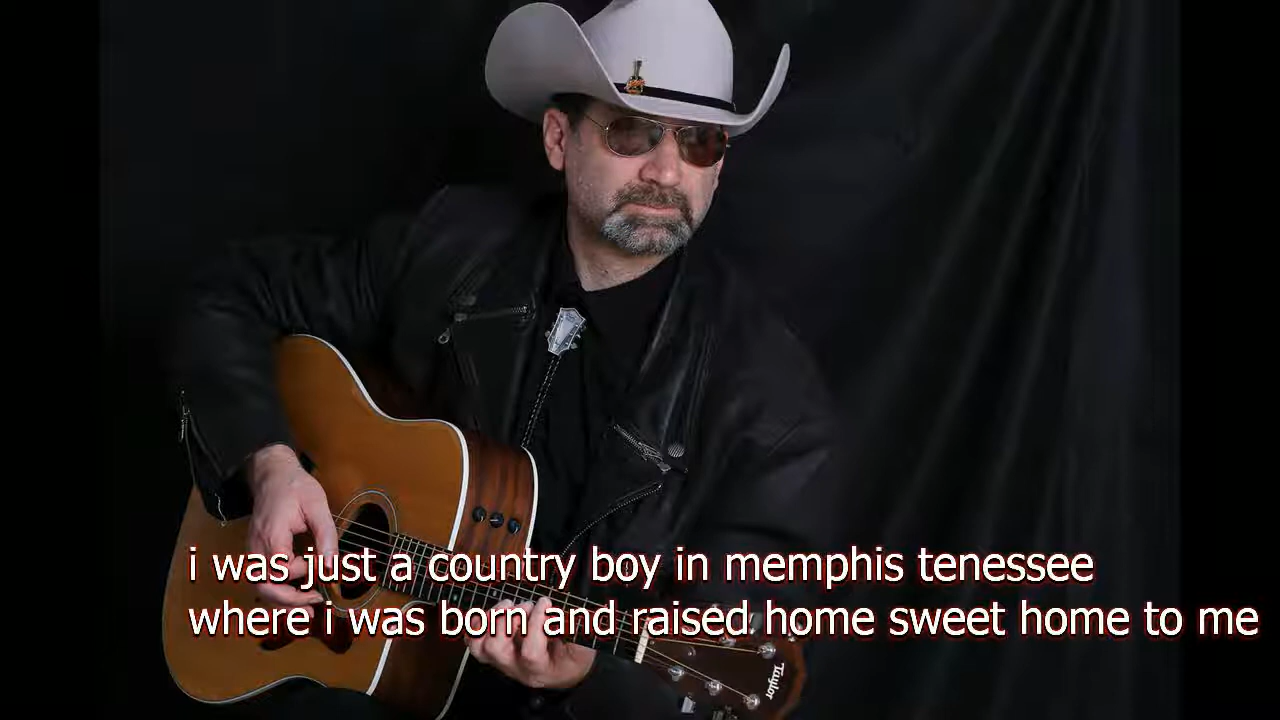 i was just a country boy in memphis tenessee
where i was born and raised home sweet home to me
Taylor